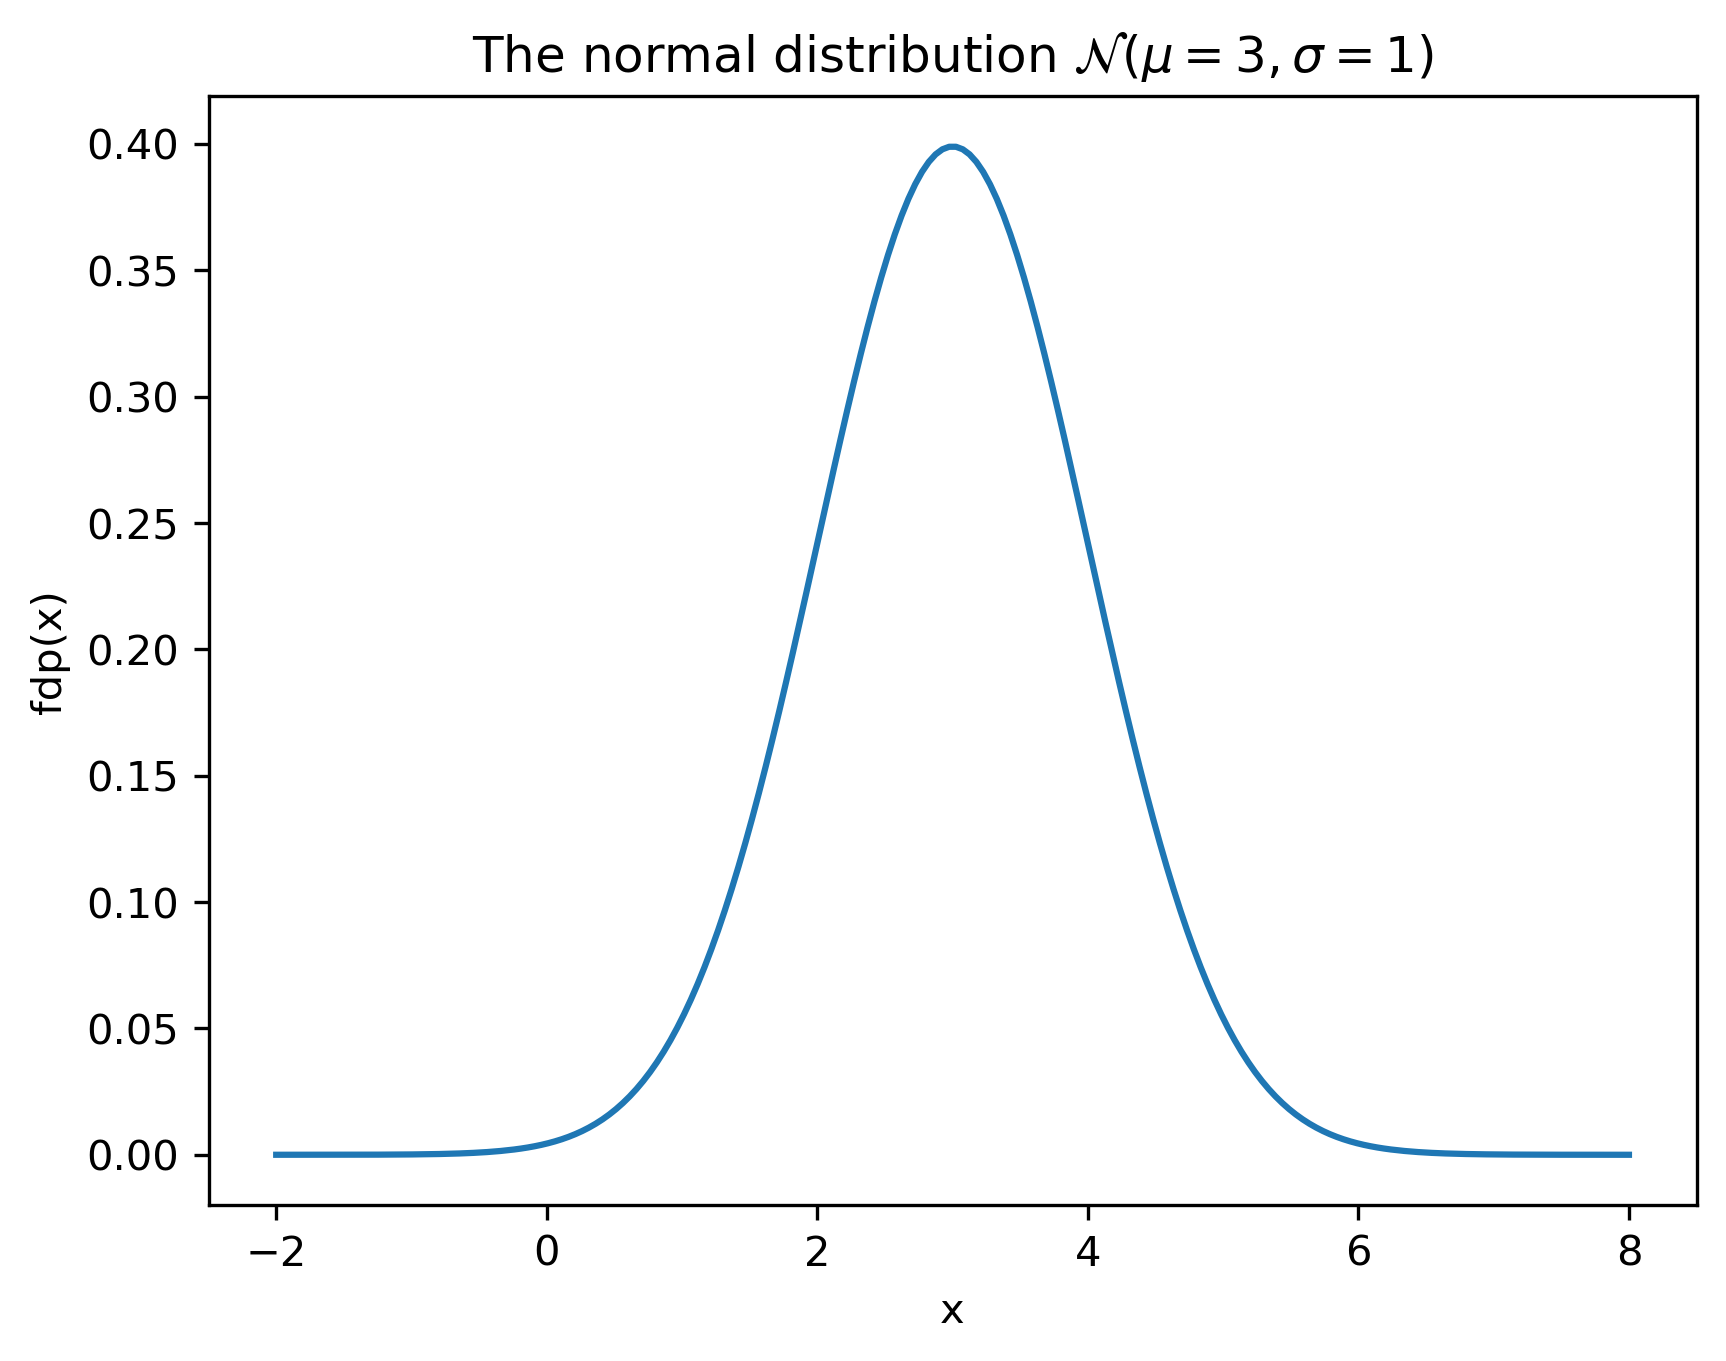 The normal distribution 𝒩(μ = 3, σ = 1)
0.40
0.35
0.30
0.25
0.20
0.15
0.10
0.05
0.00
fdp(x)
−2 0 2 4 6 8
x